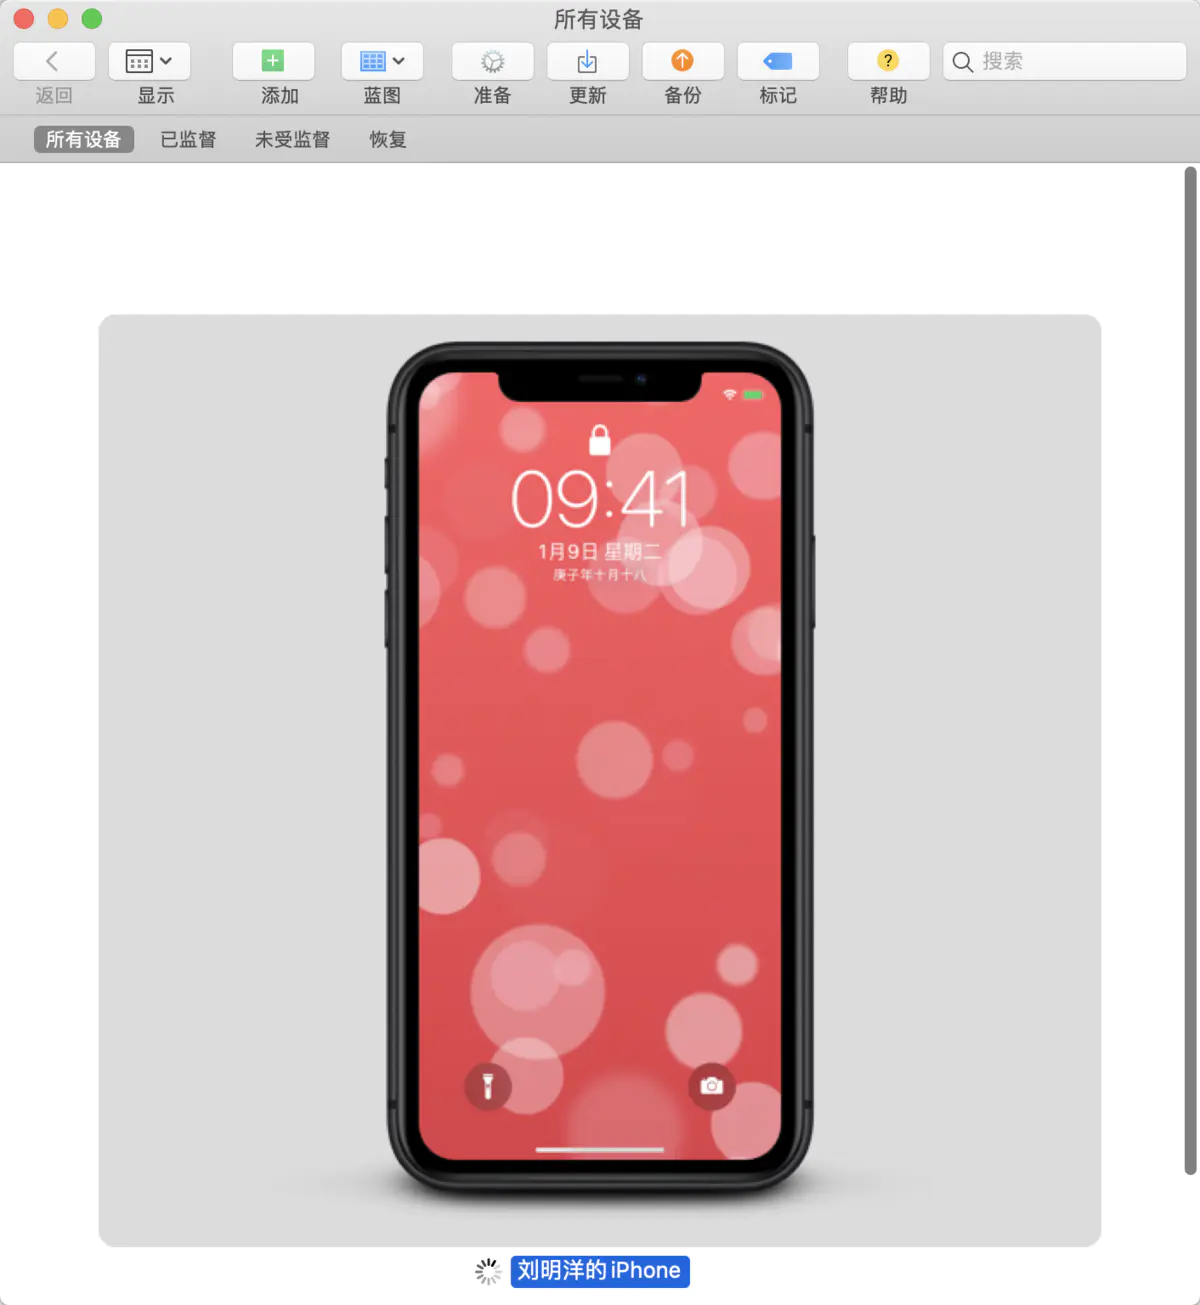 所有设备
返回 显示 添加 蓝图 准备 更新 备份 标记 ? 帮助 搜索
所有设备 已监督 未受监督 恢复
09:41
1月9日 星期二
庚子年十月十八
刘明洋的 iPhone